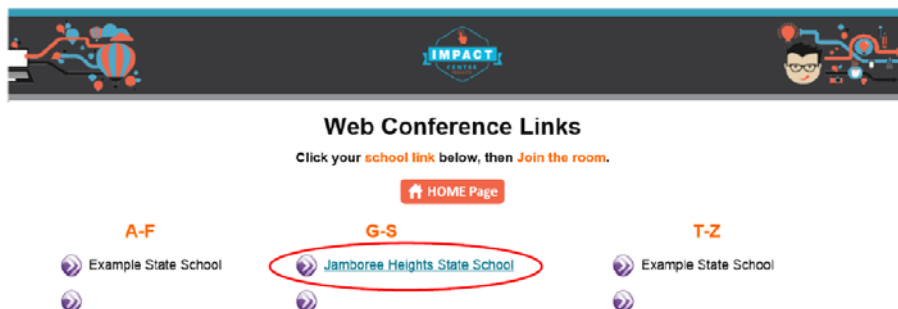 IMPACT
CENTRE
Web Conference Links
Click your school link below, then Join the room.
HOME Page
A-F
G-S
T-Z
Example State School
Jamboree Heights State School
Example State School